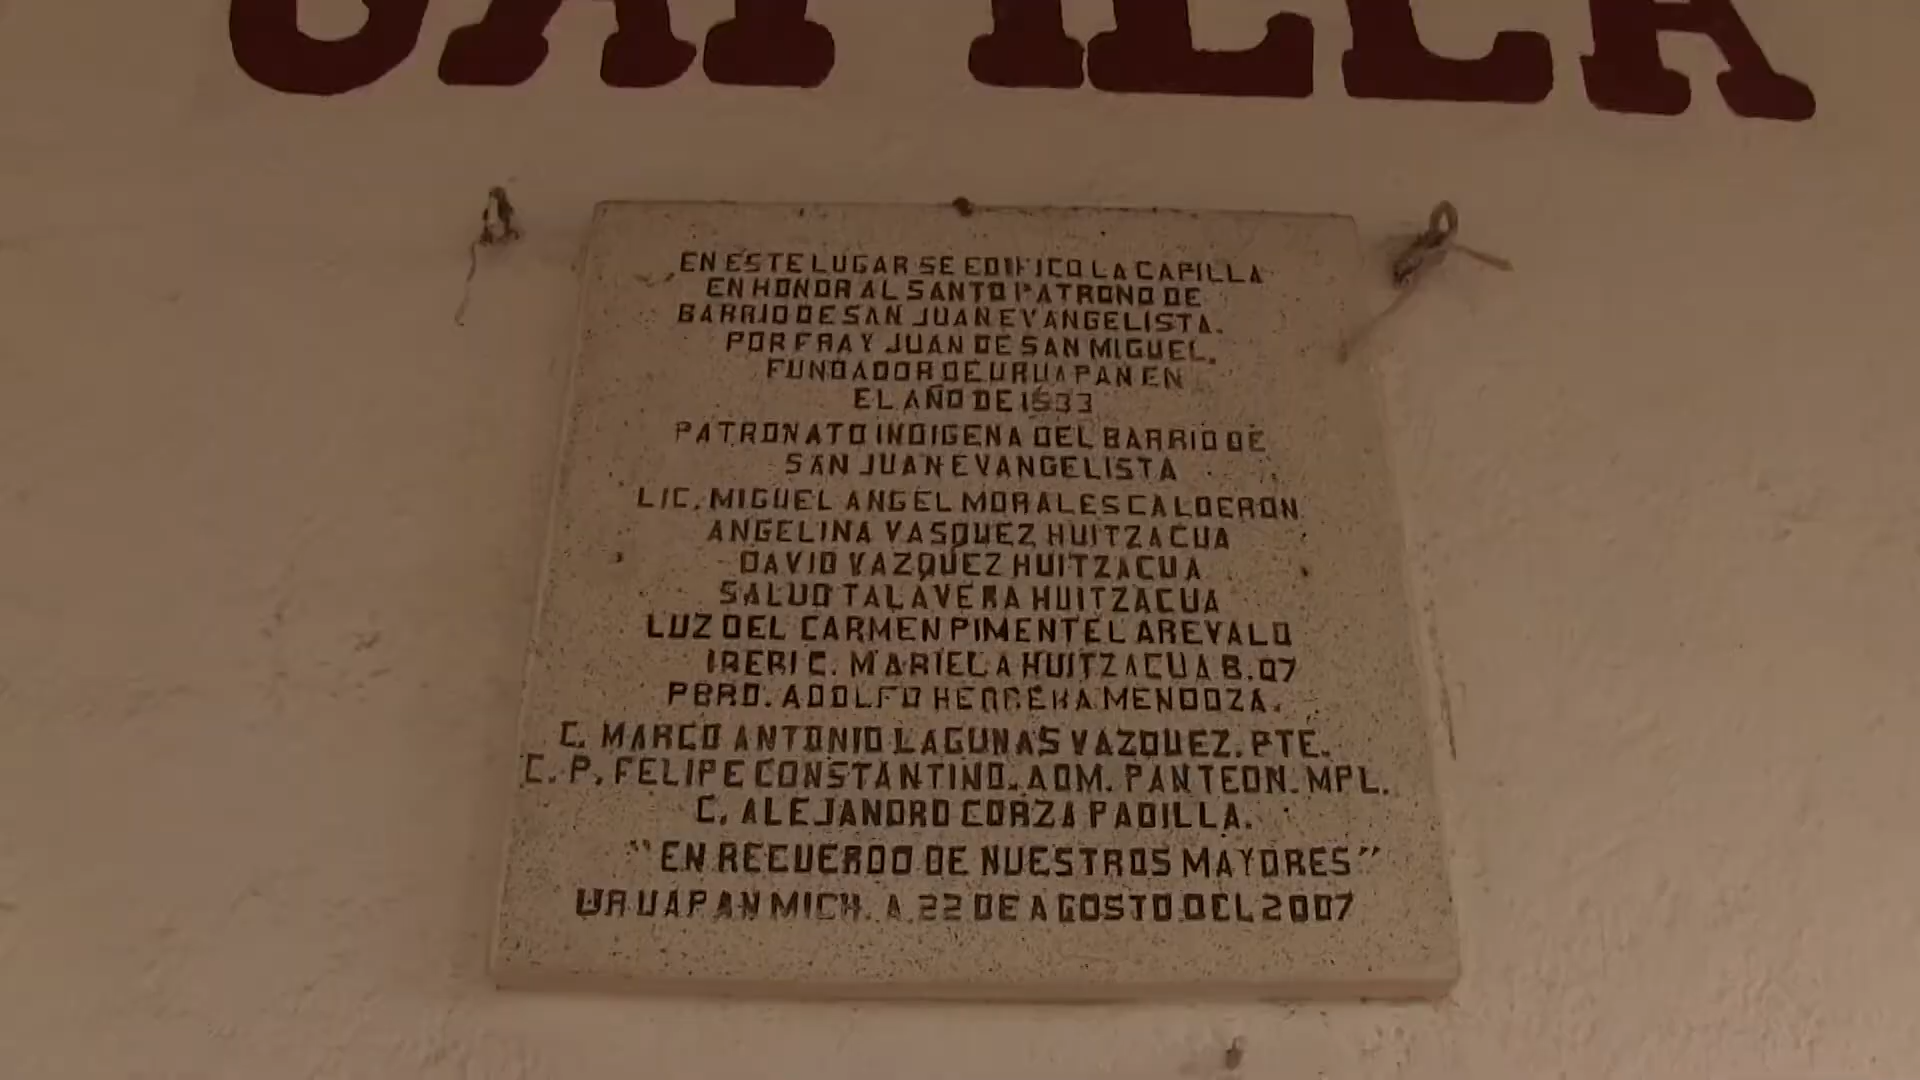 CAPILLA
EN ESTE LUGAR SE EDIFICO LA CAPILLA
EN HONOR AL SANTO PATRONO DE
BARRIO DE SAN JUAN EVANGELISTA.
POR FRAY JUAN DE SAN MIGUEL.
FUNDADOR DE URUAPAN EN
EL AÑO DE 1533
PATRONATO INDIGENA DEL BARRIO DE
SAN JUAN EVANGELISTA
LIC. MIGUEL ANGEL MORALES CALDERON
ANGELINA VASQUEZ HUITZACUA
DAVID VAZQUEZ HUITZACUA
SALUD TALAVERA HUITZACUA
LUZ DEL CARMEN PIMENTEL AREVALO
IRERI C. MARIELA HUITZACUA B. 07
PBRO. ADOLFO HERRERA MENDOZA.
C. MARCO ANTONIO LAGUNAS VAZQUEZ. PTE.
C. P. FELIPE CONSTANTINO. ADM. PANTEON. MPL.
C. ALEJANDRO CORZA PADILLA.
"EN RECUERDO DE NUESTROS MAYORES"
URUAPAN MICH. A 22 DE AGOSTO DEL 2007